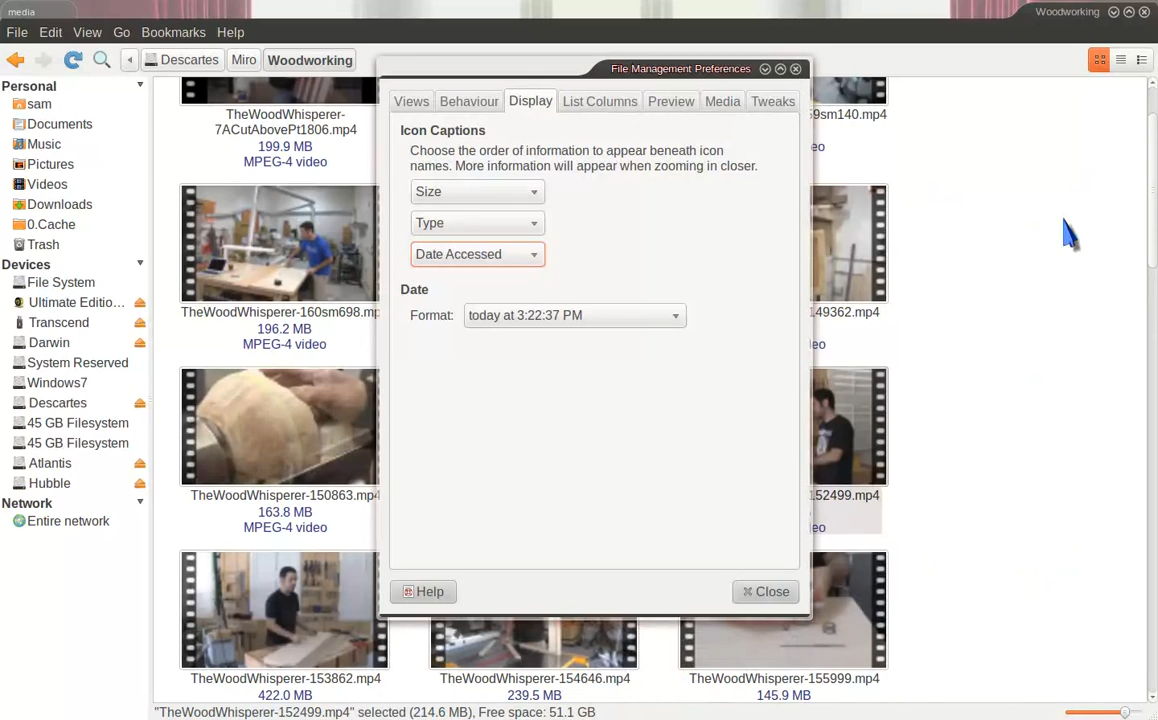 media
Woodworking
File Edit View Go Bookmarks Help
Descartes Miro Woodworking
File Management Preferences
Personal
sam
Documents
Music
Pictures
Videos
Downloads
0.Cache
Trash
Devices
File System
Ultimate Editio...
Transcend
Darwin
System Reserved
Windows7
Descartes
45 GB Filesystem
45 GB Filesystem
Atlantis
Hubble
Network
Entire network
Views Behaviour Display List Columns Preview Media Tweaks
Icon Captions
Choose the order of information to appear beneath icon
names. More information will appear when zooming in closer.
Size
Type
Date Accessed
Date
Format: today at 3:22:37 PM
Help
Close
TheWoodWhisperer-
7ACutAbovePt1806.mp4
199.9 MB
MPEG-4 video
59sm140.mp4
eo
TheWoodWhisperer-160sm698.mp4
196.2 MB
MPEG-4 video
149362.mp4
eo
TheWoodWhisperer-150863.mp4
163.8 MB
MPEG-4 video
152499.mp4
eo
TheWoodWhisperer-153862.mp4
422.0 MB
TheWoodWhisperer-154646.mp4
239.5 MB
TheWoodWhisperer-155999.mp4
145.9 MB
"TheWoodWhisperer-152499.mp4" selected (214.6 MB), Free space: 51.1 GB